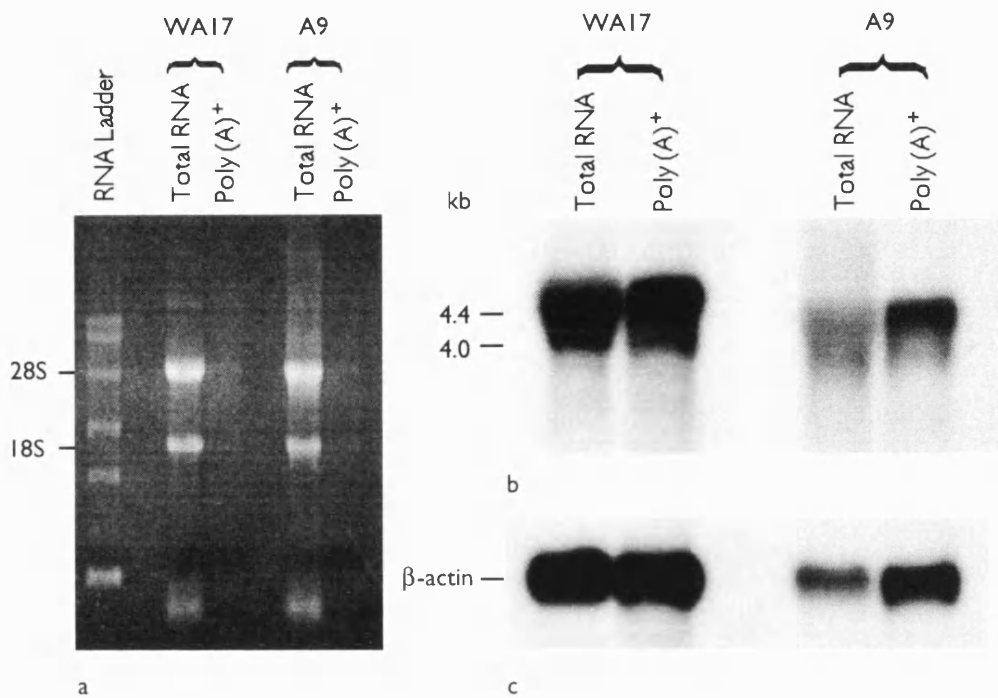 WA17 A9
RNA Ladder
Total RNA
Poly (A)+
Total RNA
Poly (A)+
28S
18S
a
WA17 A9
Total RNA
Poly (A)+
Total RNA
Poly (A)+
kb
4.4
4.0
b
β-actin
c